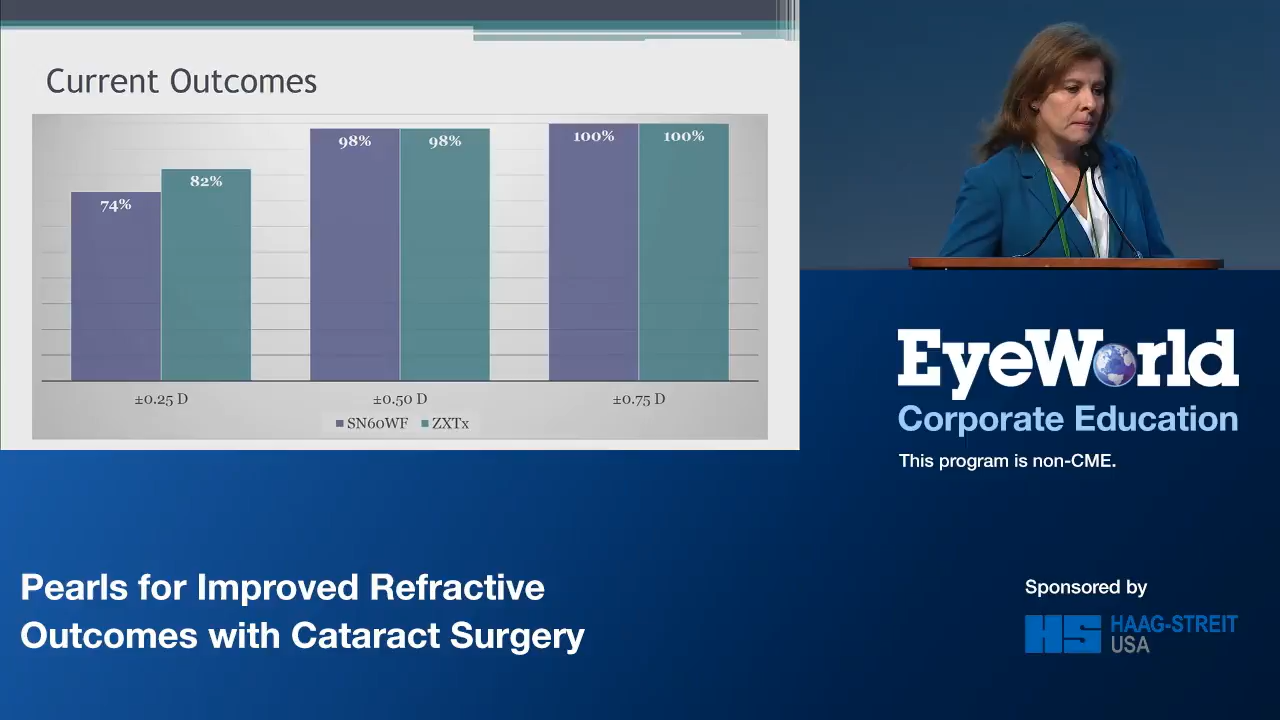 Current Outcomes
74%
82%
98%
98%
100%
100%
±0.25 D
±0.50 D
±0.75 D
SN60WF
ZXTx
EyeWorld
Corporate Education
This program is non-CME.
Pearls for Improved Refractive
Outcomes with Cataract Surgery
Sponsored by
HS HAAG-STREIT
USA